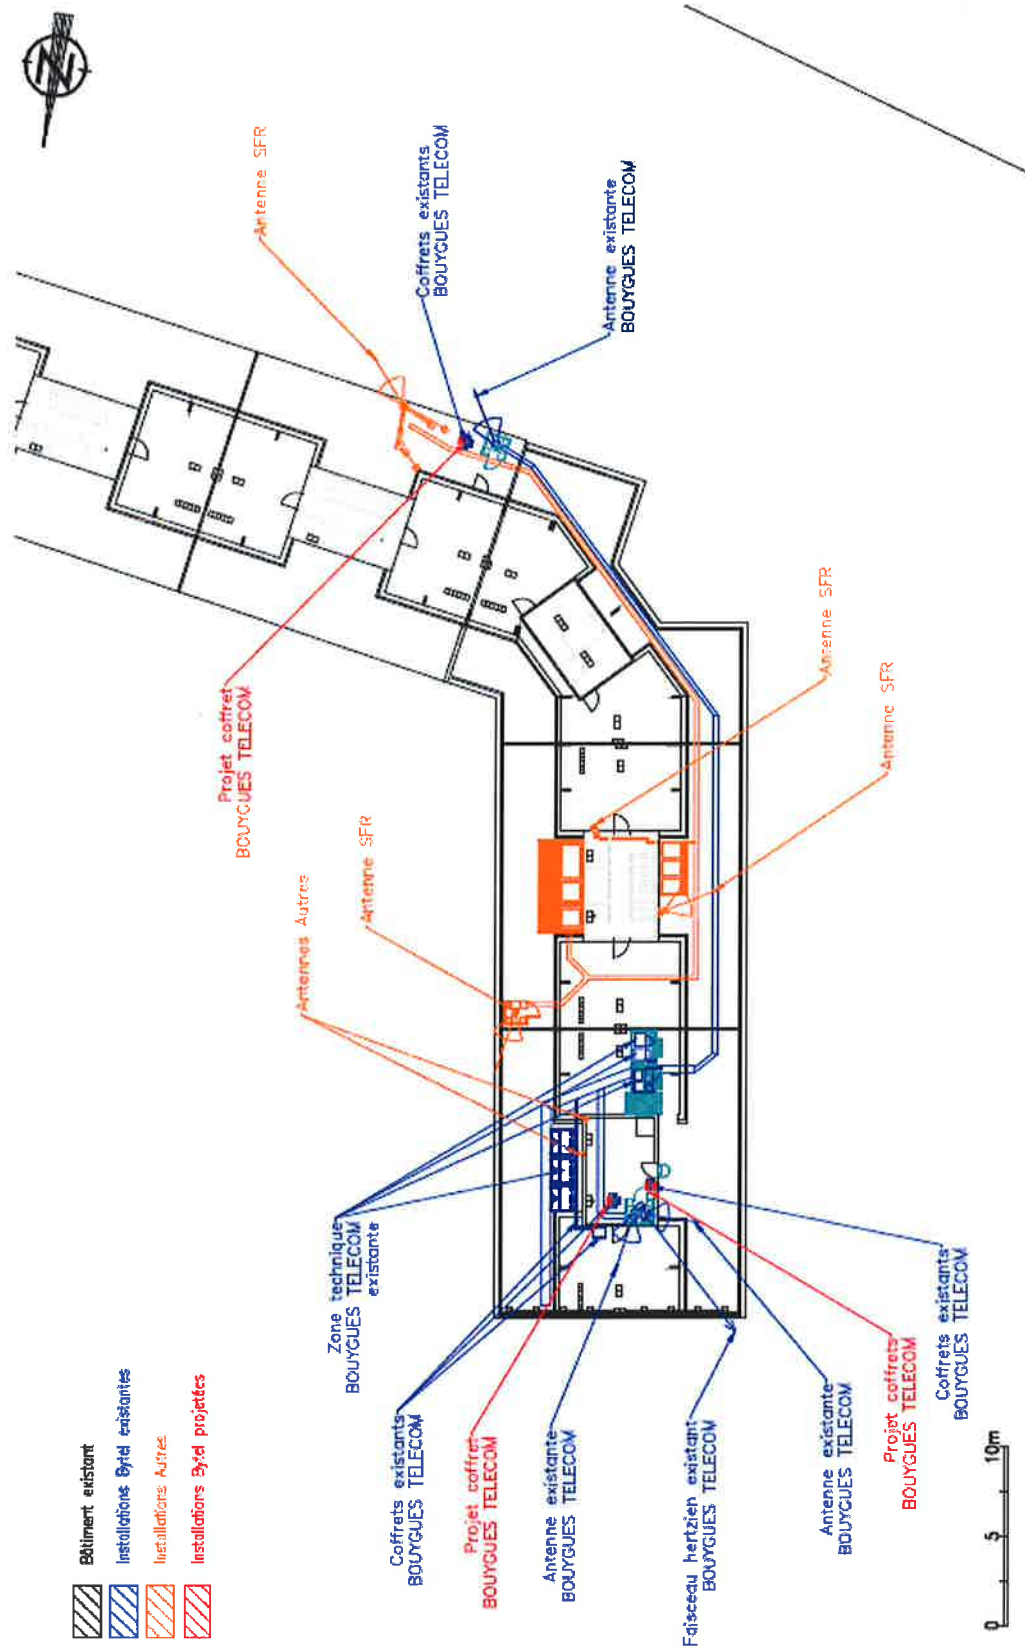 N
Bâtiment existant
Installations Bytel existantes
Installations Autres
Installations Bytel projetées
Antenne SFR
Coffrets existants
BOUYGUES TELECOM
Antenne existante
BOUYGUES TELECOM
Projet coffret
BOUYGUES TELECOM
Antenne SFR
Antenne SFR
Antenne SFR
Antennes Autres
Zone technique
BOUYGUES TELECOM
existante
Coffrets existants
BOUYGUES TELECOM
Projet coffret
BOUYGUES TELECOM
Antenne existante
BOUYGUES TELECOM
Faisceau hertzien existant
BOUYGUES TELECOM
Antenne existante
BOUYGUES TELECOM
Projet coffrets
BOUYGUES TELECOM
Coffrets existants
BOUYGUES TELECOM
0 5 10m